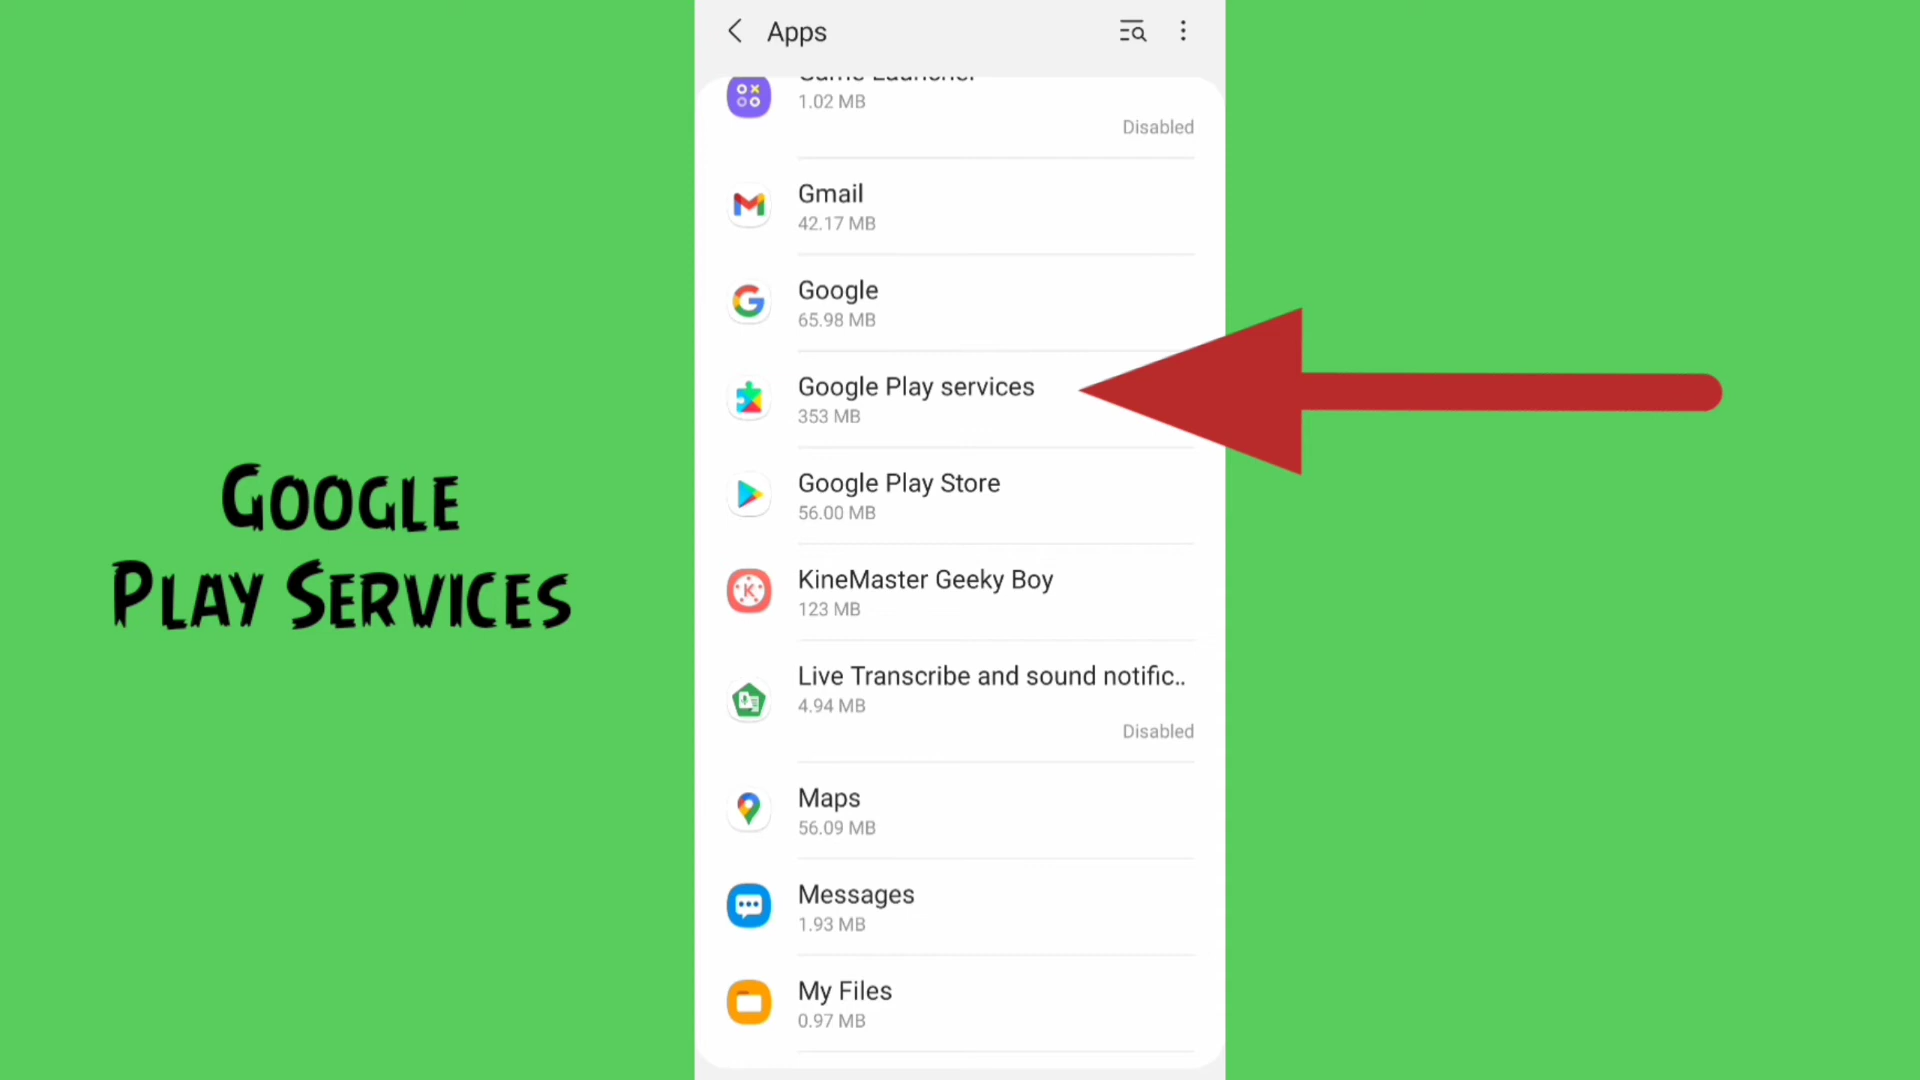 Apps
Game Launcher
1.02 MB
Disabled
Gmail
42.17 MB
Google
65.98 MB
Google Play services
353 MB
Google Play Store
56.00 MB
KineMaster Geeky Boy
123 MB
Live Transcribe and sound notific..
4.94 MB
Disabled
Maps
56.09 MB
Messages
1.93 MB
My Files
0.97 MB
GOOGLE
PLAY SERVICES